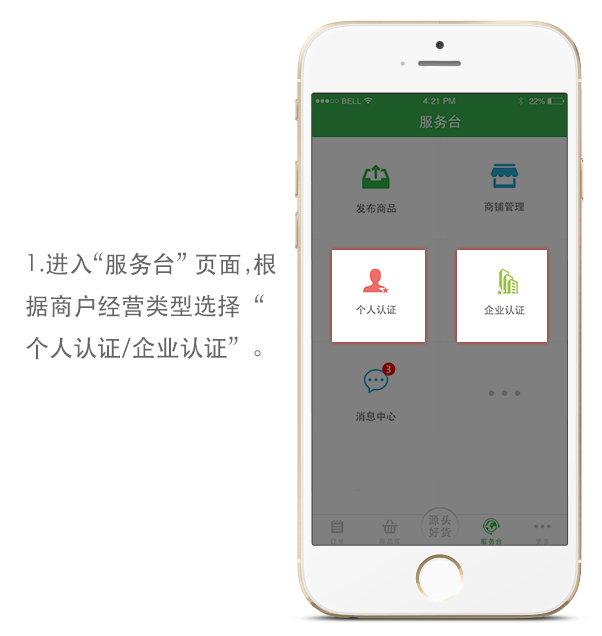 BELL 4:21 PM 22%
服务台
发布商品 商铺管理
1.进入“服务台” 页面,根
据商户经营类型选择 “
个人认证/企业认证” 。
个人认证 企业认证
3
消息中心
源头
好货
服务台 更多